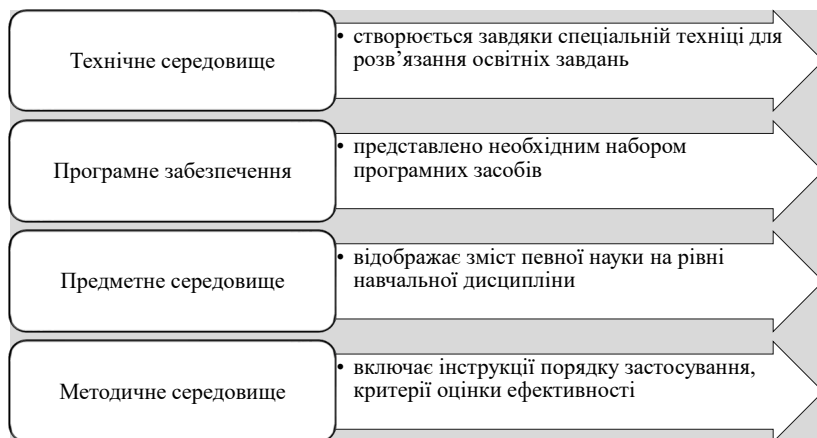 Технічне середовище
• створюється завдяки спеціальній техніці для
розв’язання освітніх завдань
Програмне забезпечення
• представлено необхідним набором
програмних засобів
Предметне середовище
• відображає зміст певної науки на рівні
навчальної дисципліни
Методичне середовище
• включає інструкції порядку застосування,
критерії оцінки ефективності